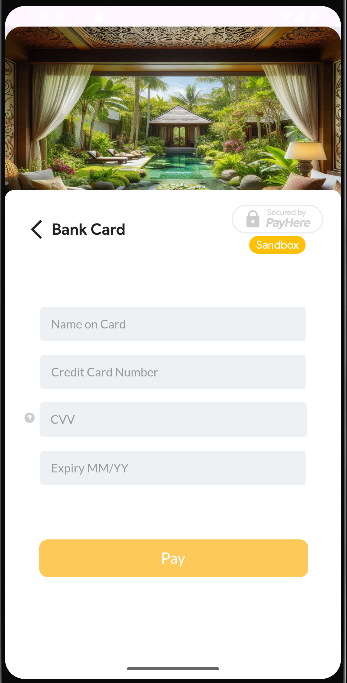 Secured by
PayHere
Bank Card
Sandbox
Name on Card
Credit Card Number
?
CVV
Expiry MM/YY
Pay